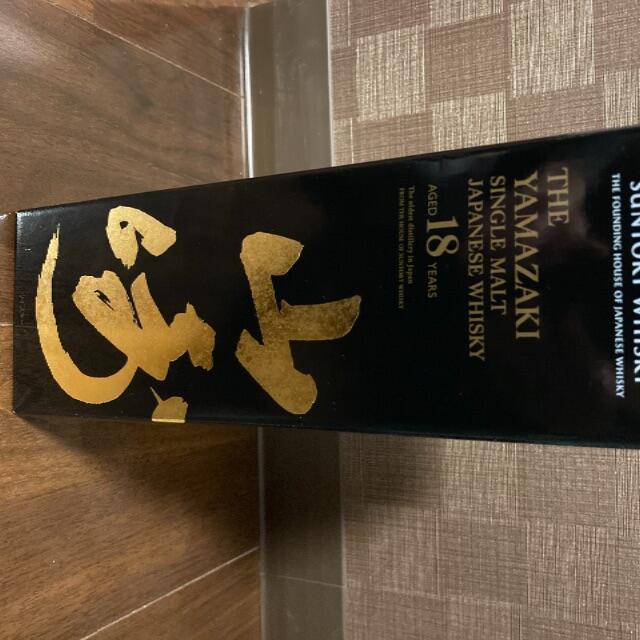 SUNTORY WHISKY
THE FOUNDING HOUSE OF JAPANESE WHISKY
THE
YAMAZAKI
SINGLE MALT
JAPANESE WHISKY
AGED 18 YEARS
The oldest distillery in Japan
FROM THE HOUSE OF SUNTORY WHISKY
山崎